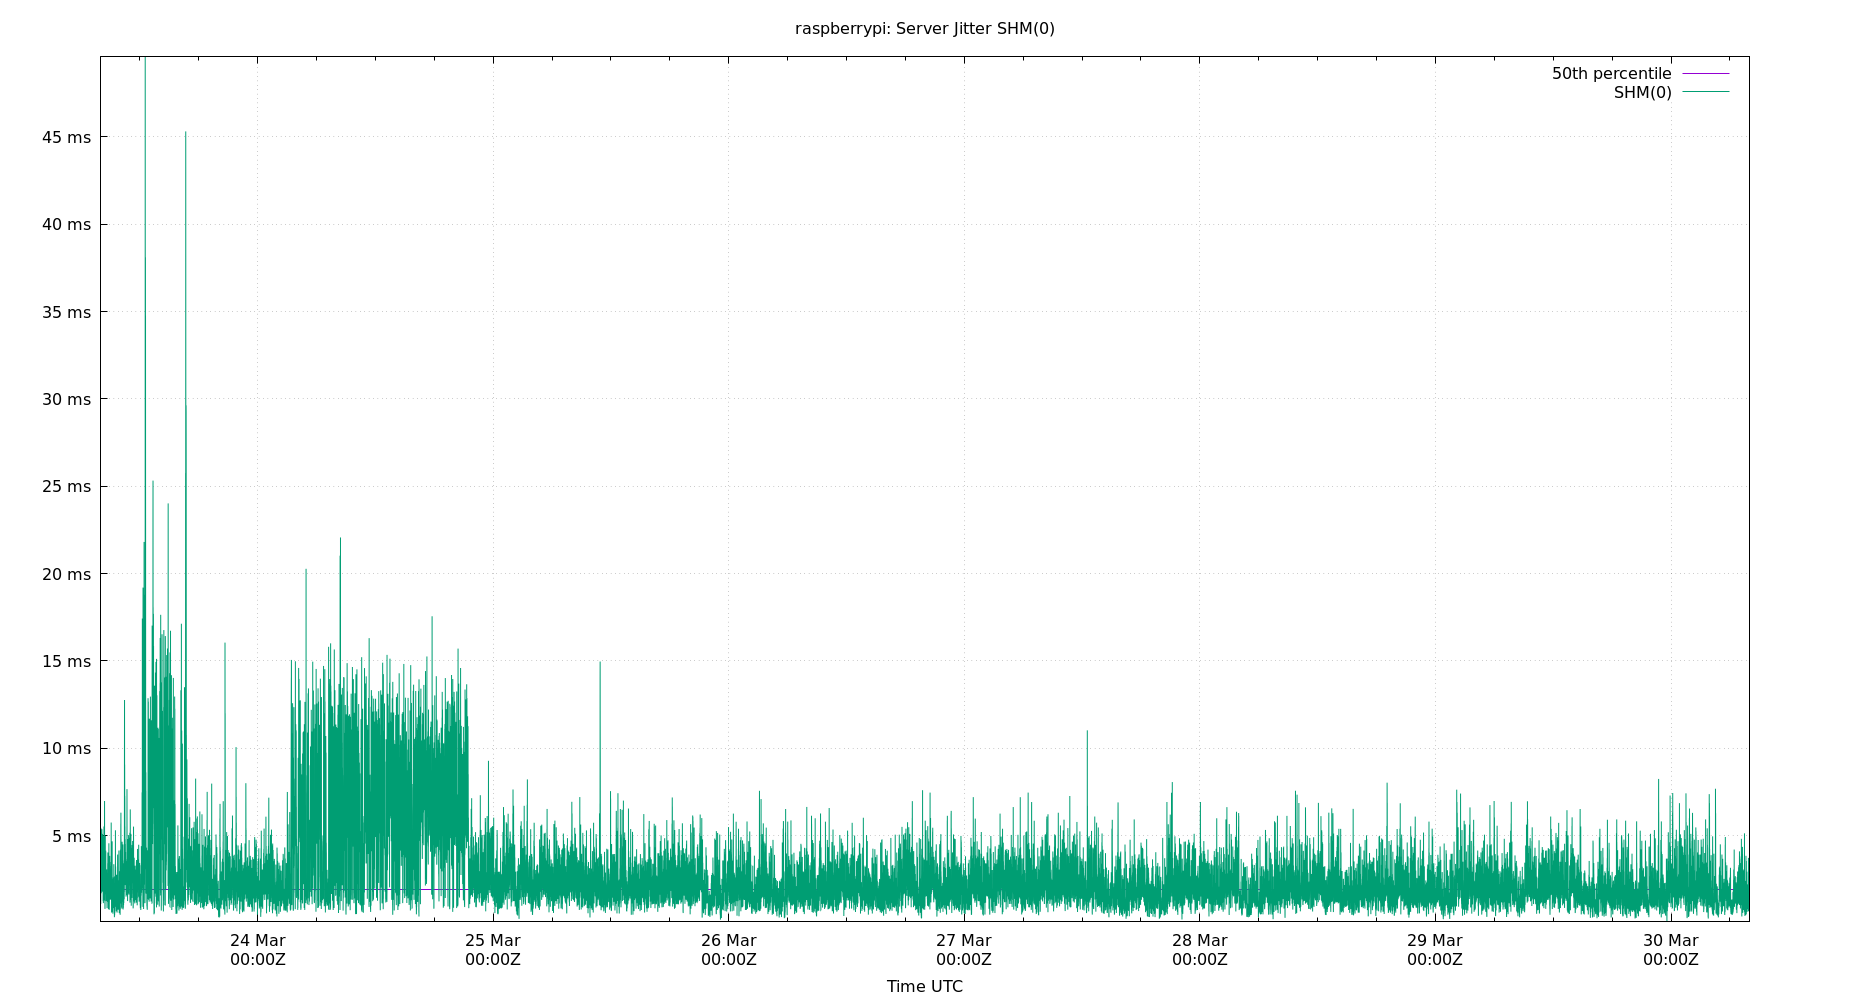 raspberrypi: Server Jitter SHM(0)
50th percentile
SHM(0)
45 ms
40 ms
35 ms
30 ms
25 ms
20 ms
15 ms
10 ms
5 ms
24 Mar 25 Mar 26 Mar 27 Mar 28 Mar 29 Mar 30 Mar
00:00Z 00:00Z 00:00Z 00:00Z 00:00Z 00:00Z 00:00Z
Time UTC